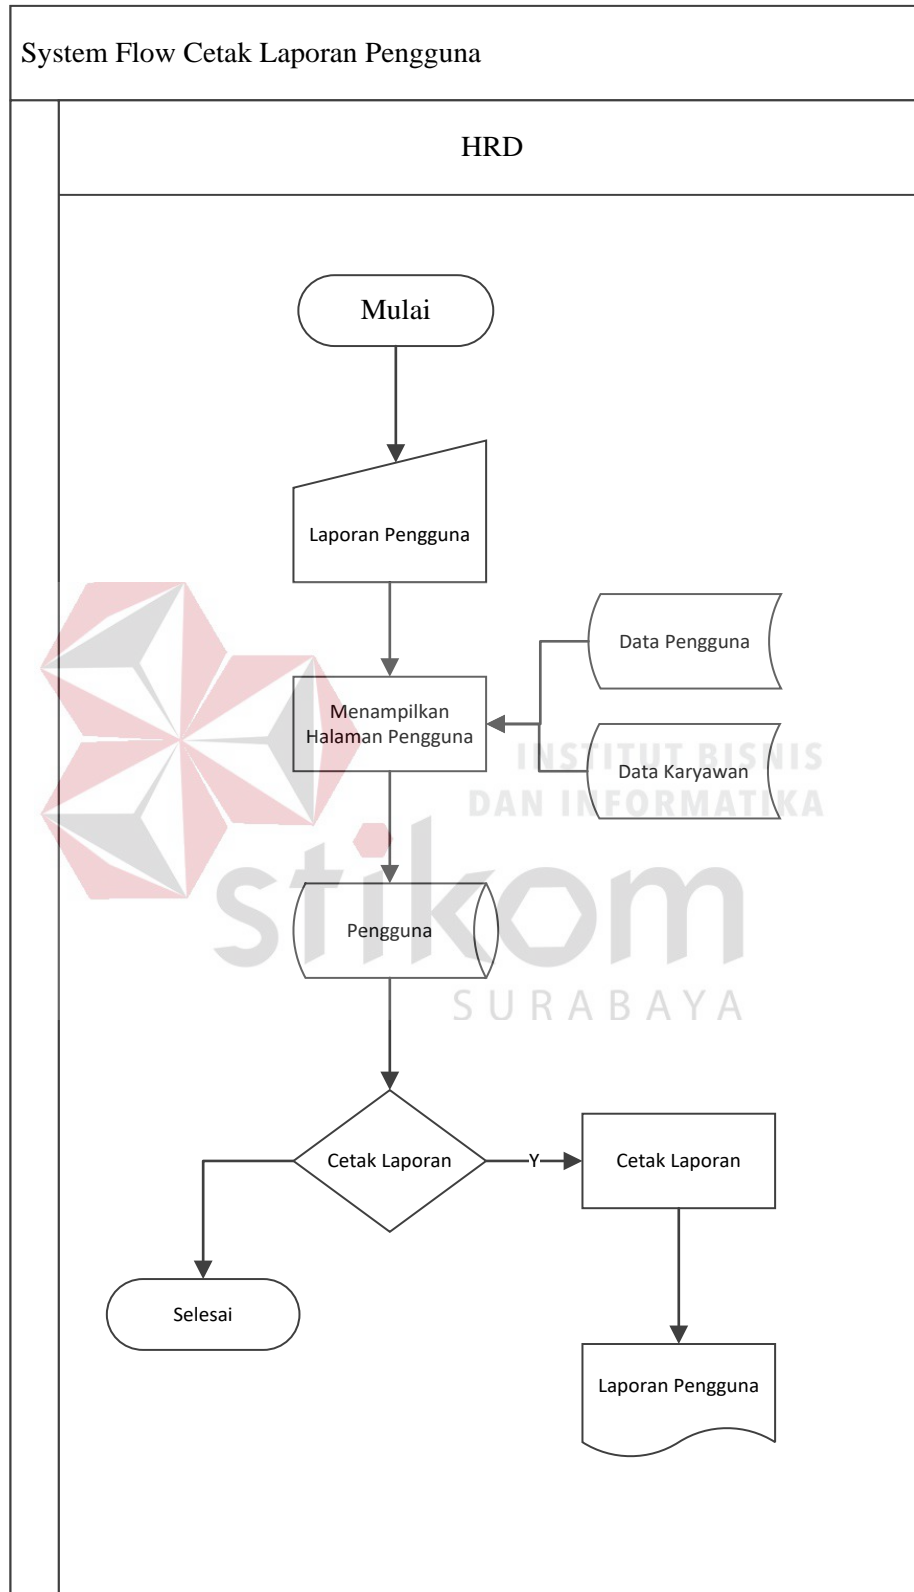 System Flow Cetak Laporan Pengguna
HRD
Mulai
Laporan Pengguna
Data Pengguna
Menampilkan
Halaman Pengguna
Data Karyawan
INSTITUT BISNIS
DAN INFORMATIKA
stikom
Pengguna
SURABAYA
Cetak Laporan
Y
Cetak Laporan
Selesai
Laporan Pengguna